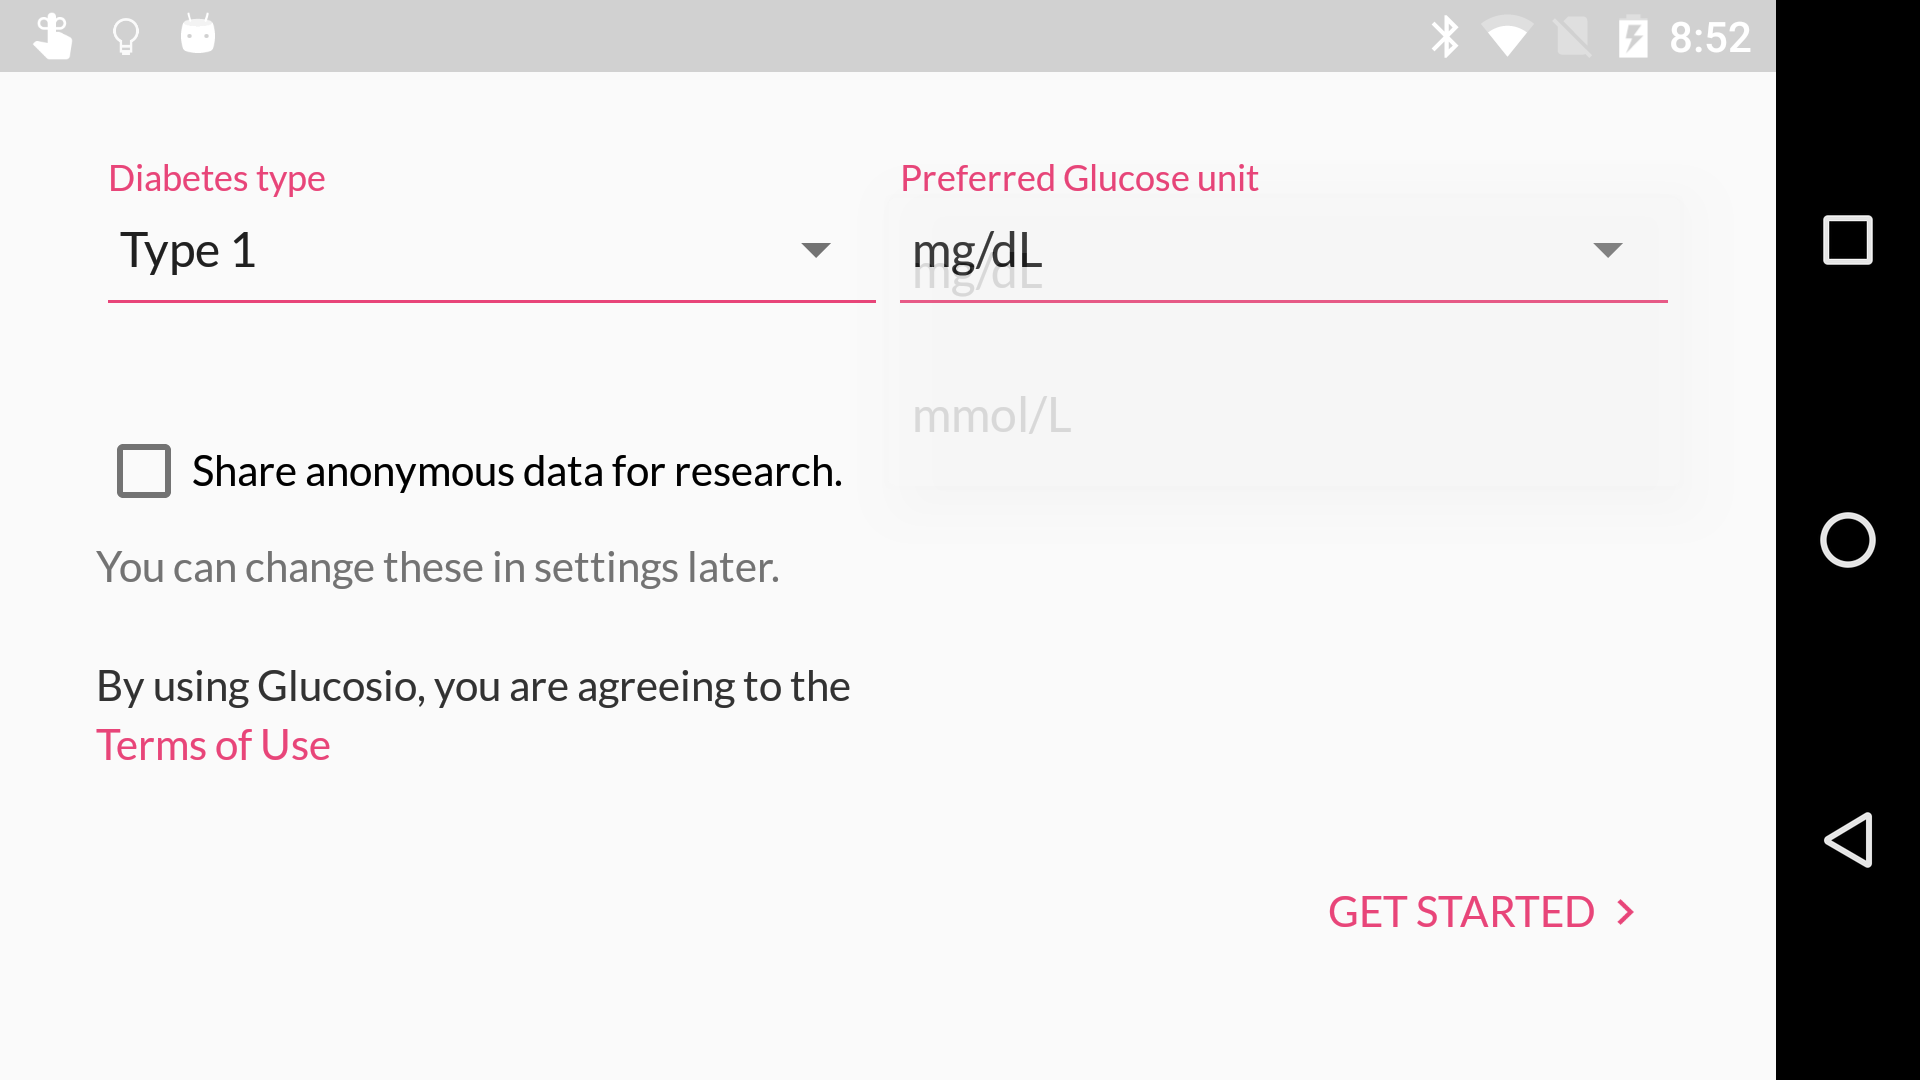 8:52
Diabetes type
Type 1
Preferred Glucose unit
mg/dL
mg/dL
mmol/L
Share anonymous data for research.
You can change these in settings later.
By using Glucosio, you are agreeing to the
Terms of Use
GET STARTED